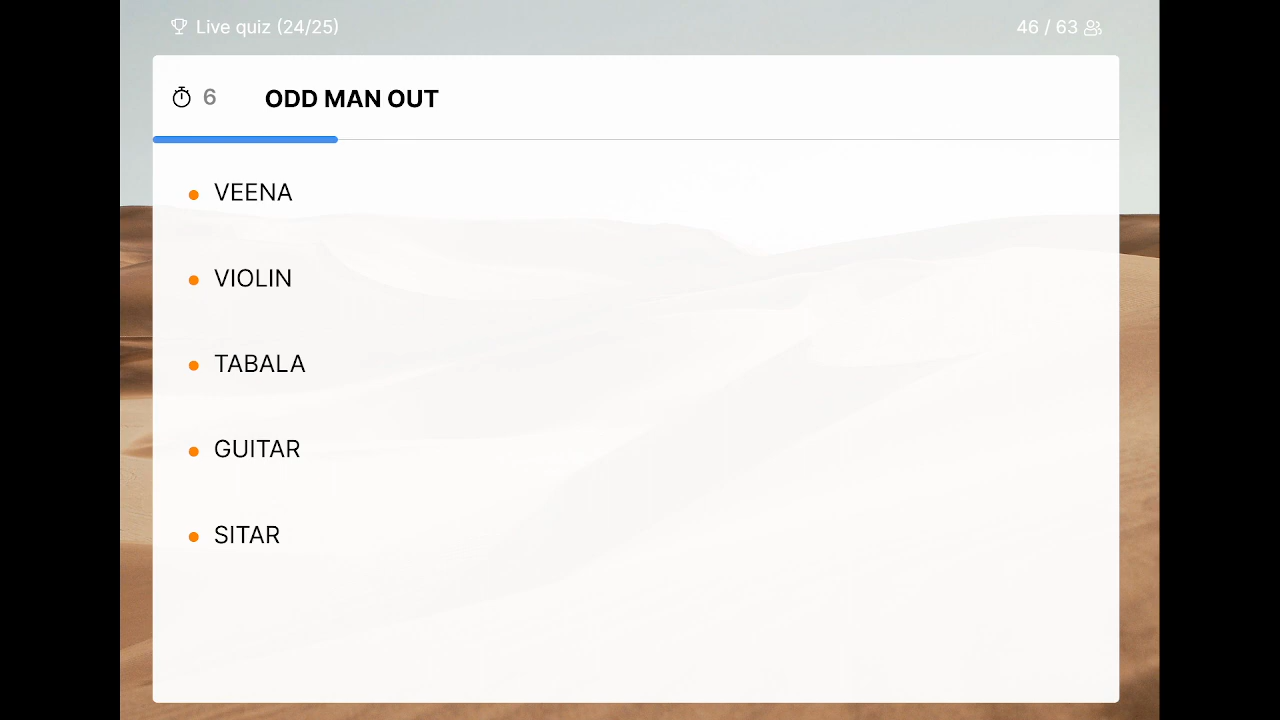 Live quiz (24/25)
46 / 63
6
ODD MAN OUT
VEENA
VIOLIN
TABALA
GUITAR
SITAR